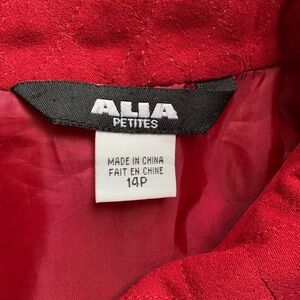 ALIA
PETITES
MADE IN CHINA
FAIT EN CHINE
14P